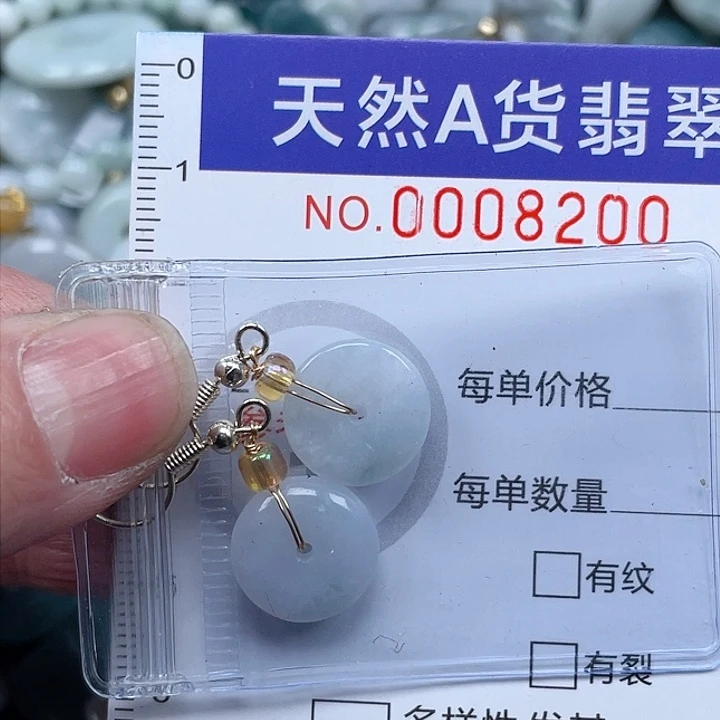 0
天然A货翡翠
1
NO.0008200
每单价格
每单数量
有纹
有裂